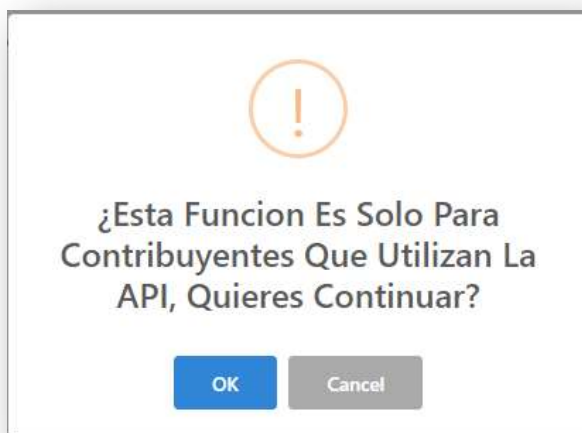 ¿Esta Funcion Es Solo Para
Contribuyentes Que Utilizan La
API, Quieres Continuar?
OK
Cancel